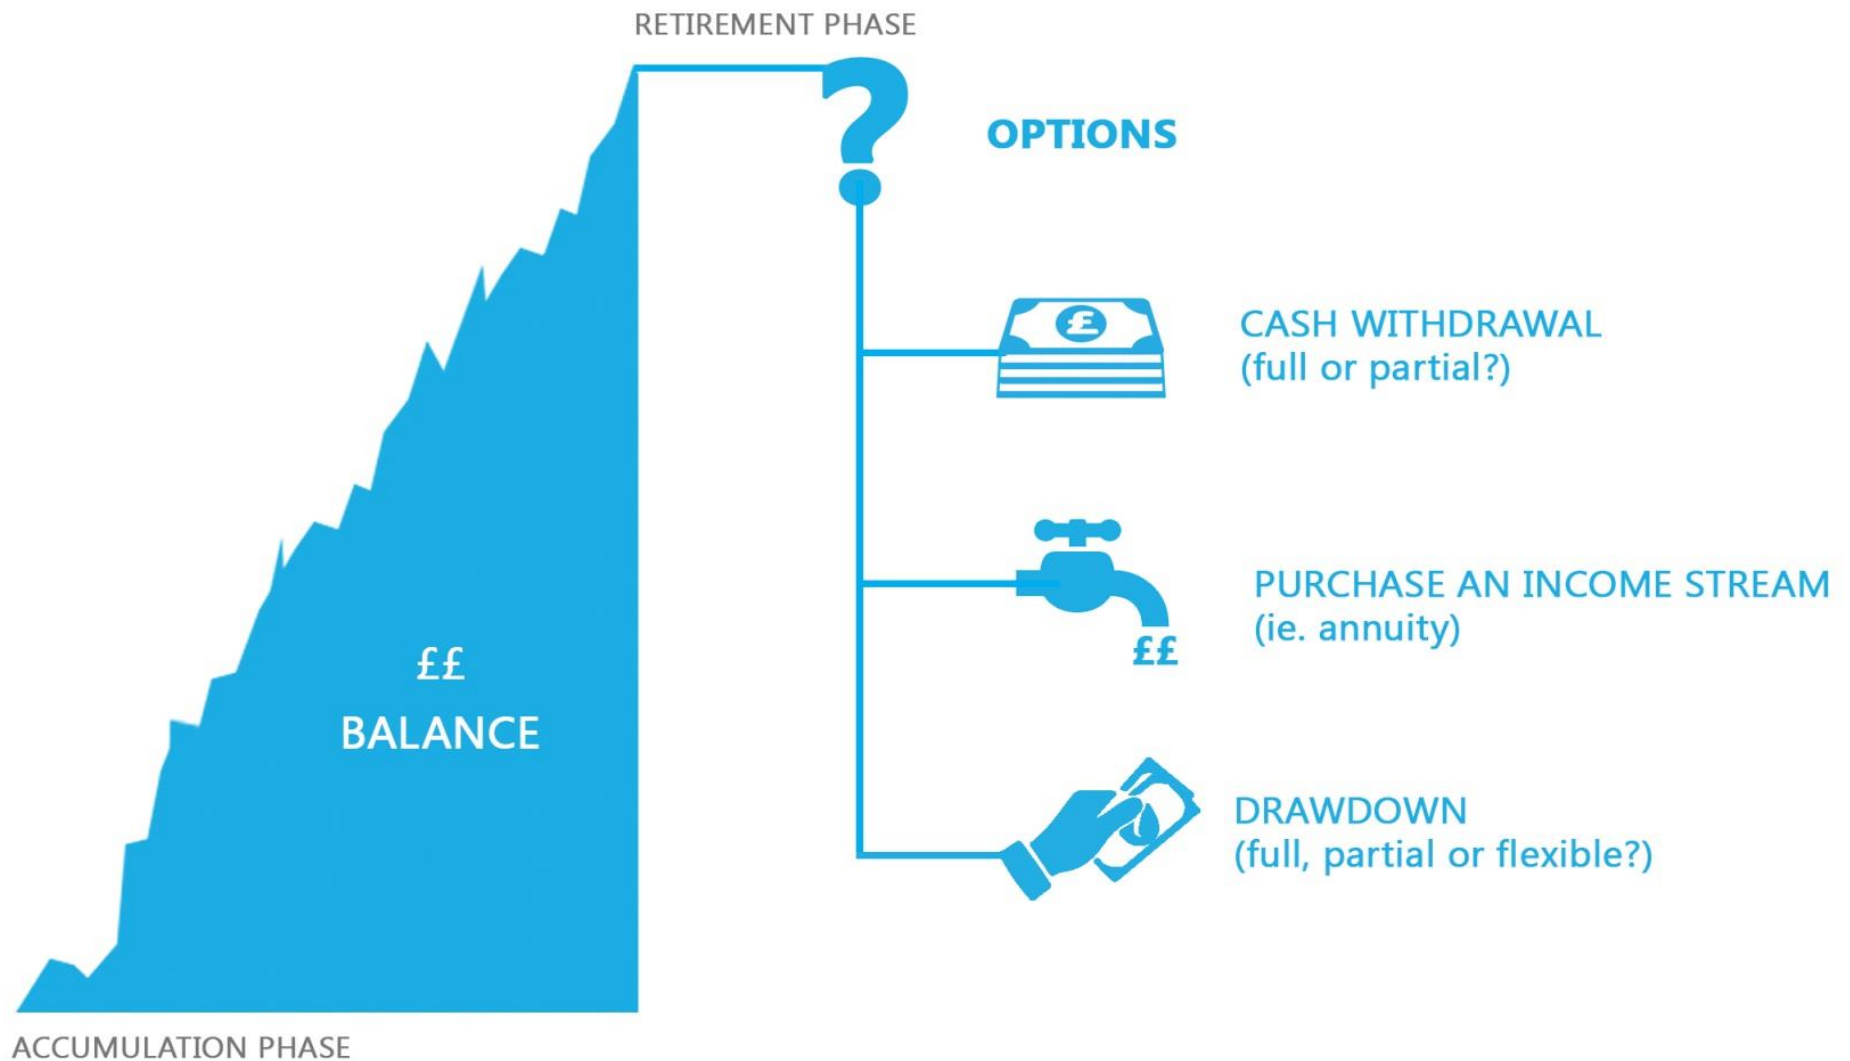 RETIREMENT PHASE
OPTIONS
£
CASH WITHDRAWAL
(full or partial?)
PURCHASE AN INCOME STREAM
(ie. annuity)
££
££
BALANCE
DRAWDOWN
(full, partial or flexible?)
ACCUMULATION PHASE